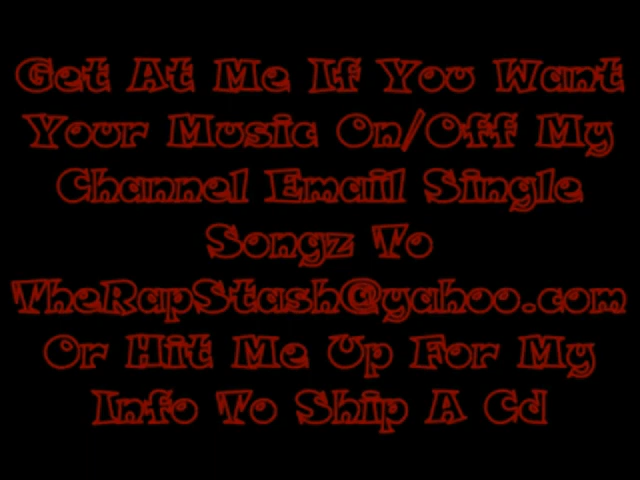 Get At Me If You Want
Your Music On/Off My
Channel Email Single
Songz To
TheRapStash@yahoo.com
Or Hit Me Up For My
Info To Ship A Cd